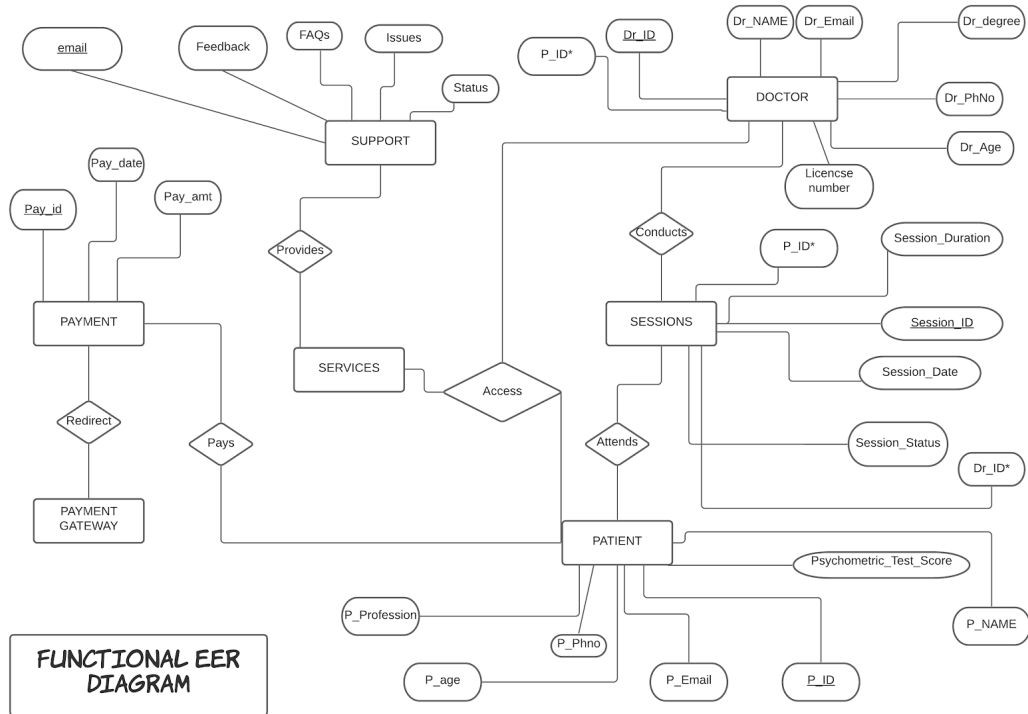 Dr_NAME
Dr_Email
Dr_degree
email
Feedback
FAQs
Issues
P_ID*
Dr_ID
Status
DOCTOR
Dr_PhNo
SUPPORT
Dr_Age
Licencse
number
Pay_date
Pay_id
Pay_amt
Provides
Conducts
P_ID*
Session_Duration
PAYMENT
SESSIONS
Session_ID
SERVICES
Access
Session_Date
Redirect
Pays
Attends
Session_Status
Dr_ID*
PAYMENT
GATEWAY
PATIENT
Psychometric_Test_Score
P_Profession
P_Phno
P_NAME
P_age
P_Email
P_ID
FUNCTIONAL EER
DIAGRAM